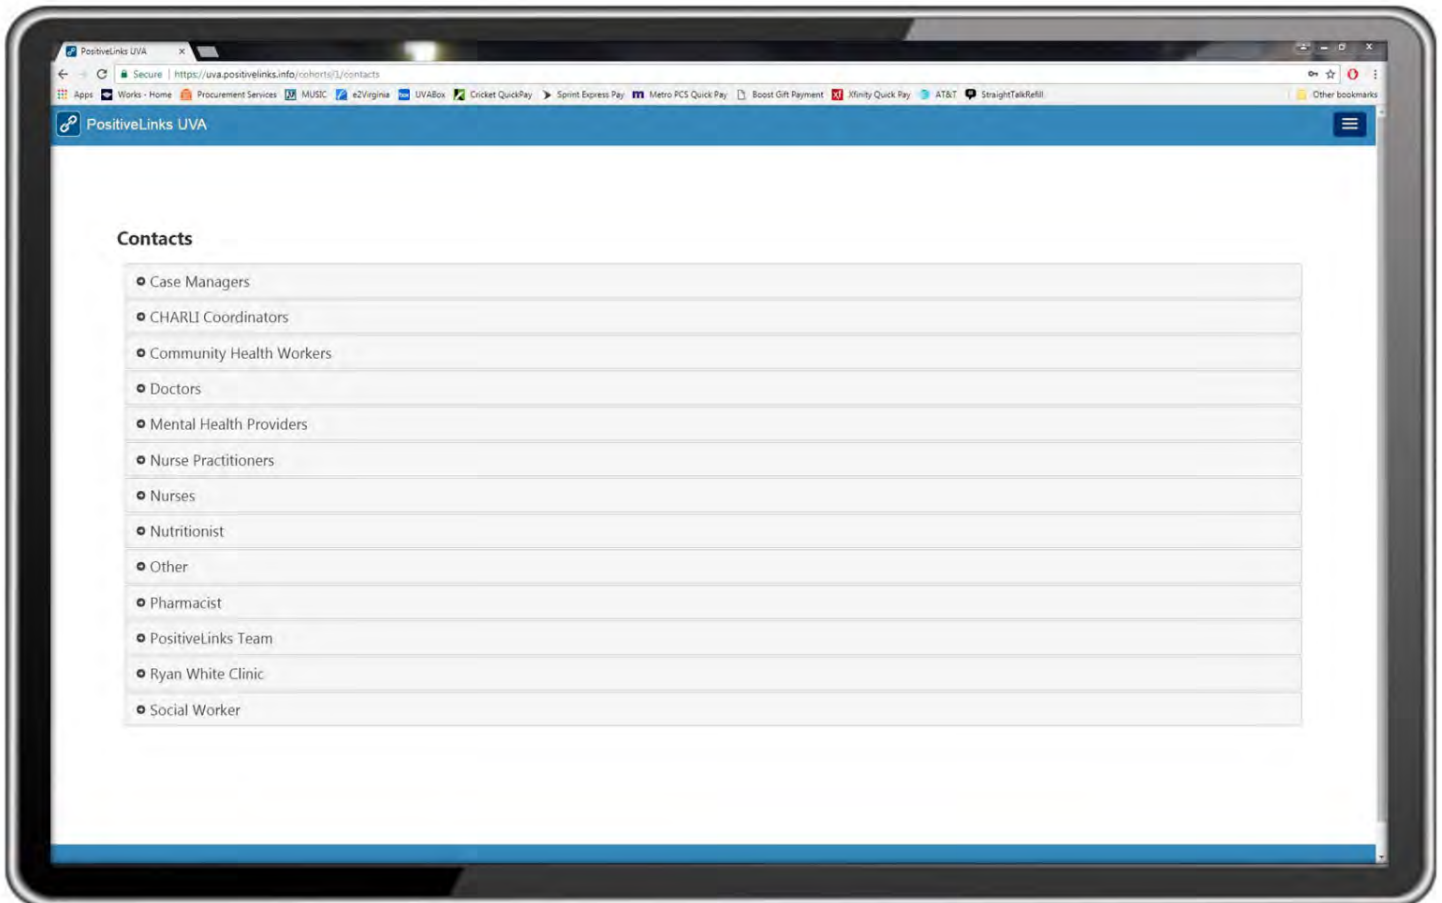 PositiveLinks UVA
Secure | https://uva.positivelinks.info/cohorts/1/contacts
Apps Works - Home Procurement Services MUSIC e2Virginia UVABox Cricket QuickPay Sprint Express Pay Metro PCS Quick Pay Boost Gift Payment Xfinity Quick Pay AT&T StraightTalkRefill Other bookmarks
PositiveLinks UVA
Contacts
Case Managers
CHARLI Coordinators
Community Health Workers
Doctors
Mental Health Providers
Nurse Practitioners
Nurses
Nutritionist
Other
Pharmacist
PositiveLinks Team
Ryan White Clinic
Social Worker